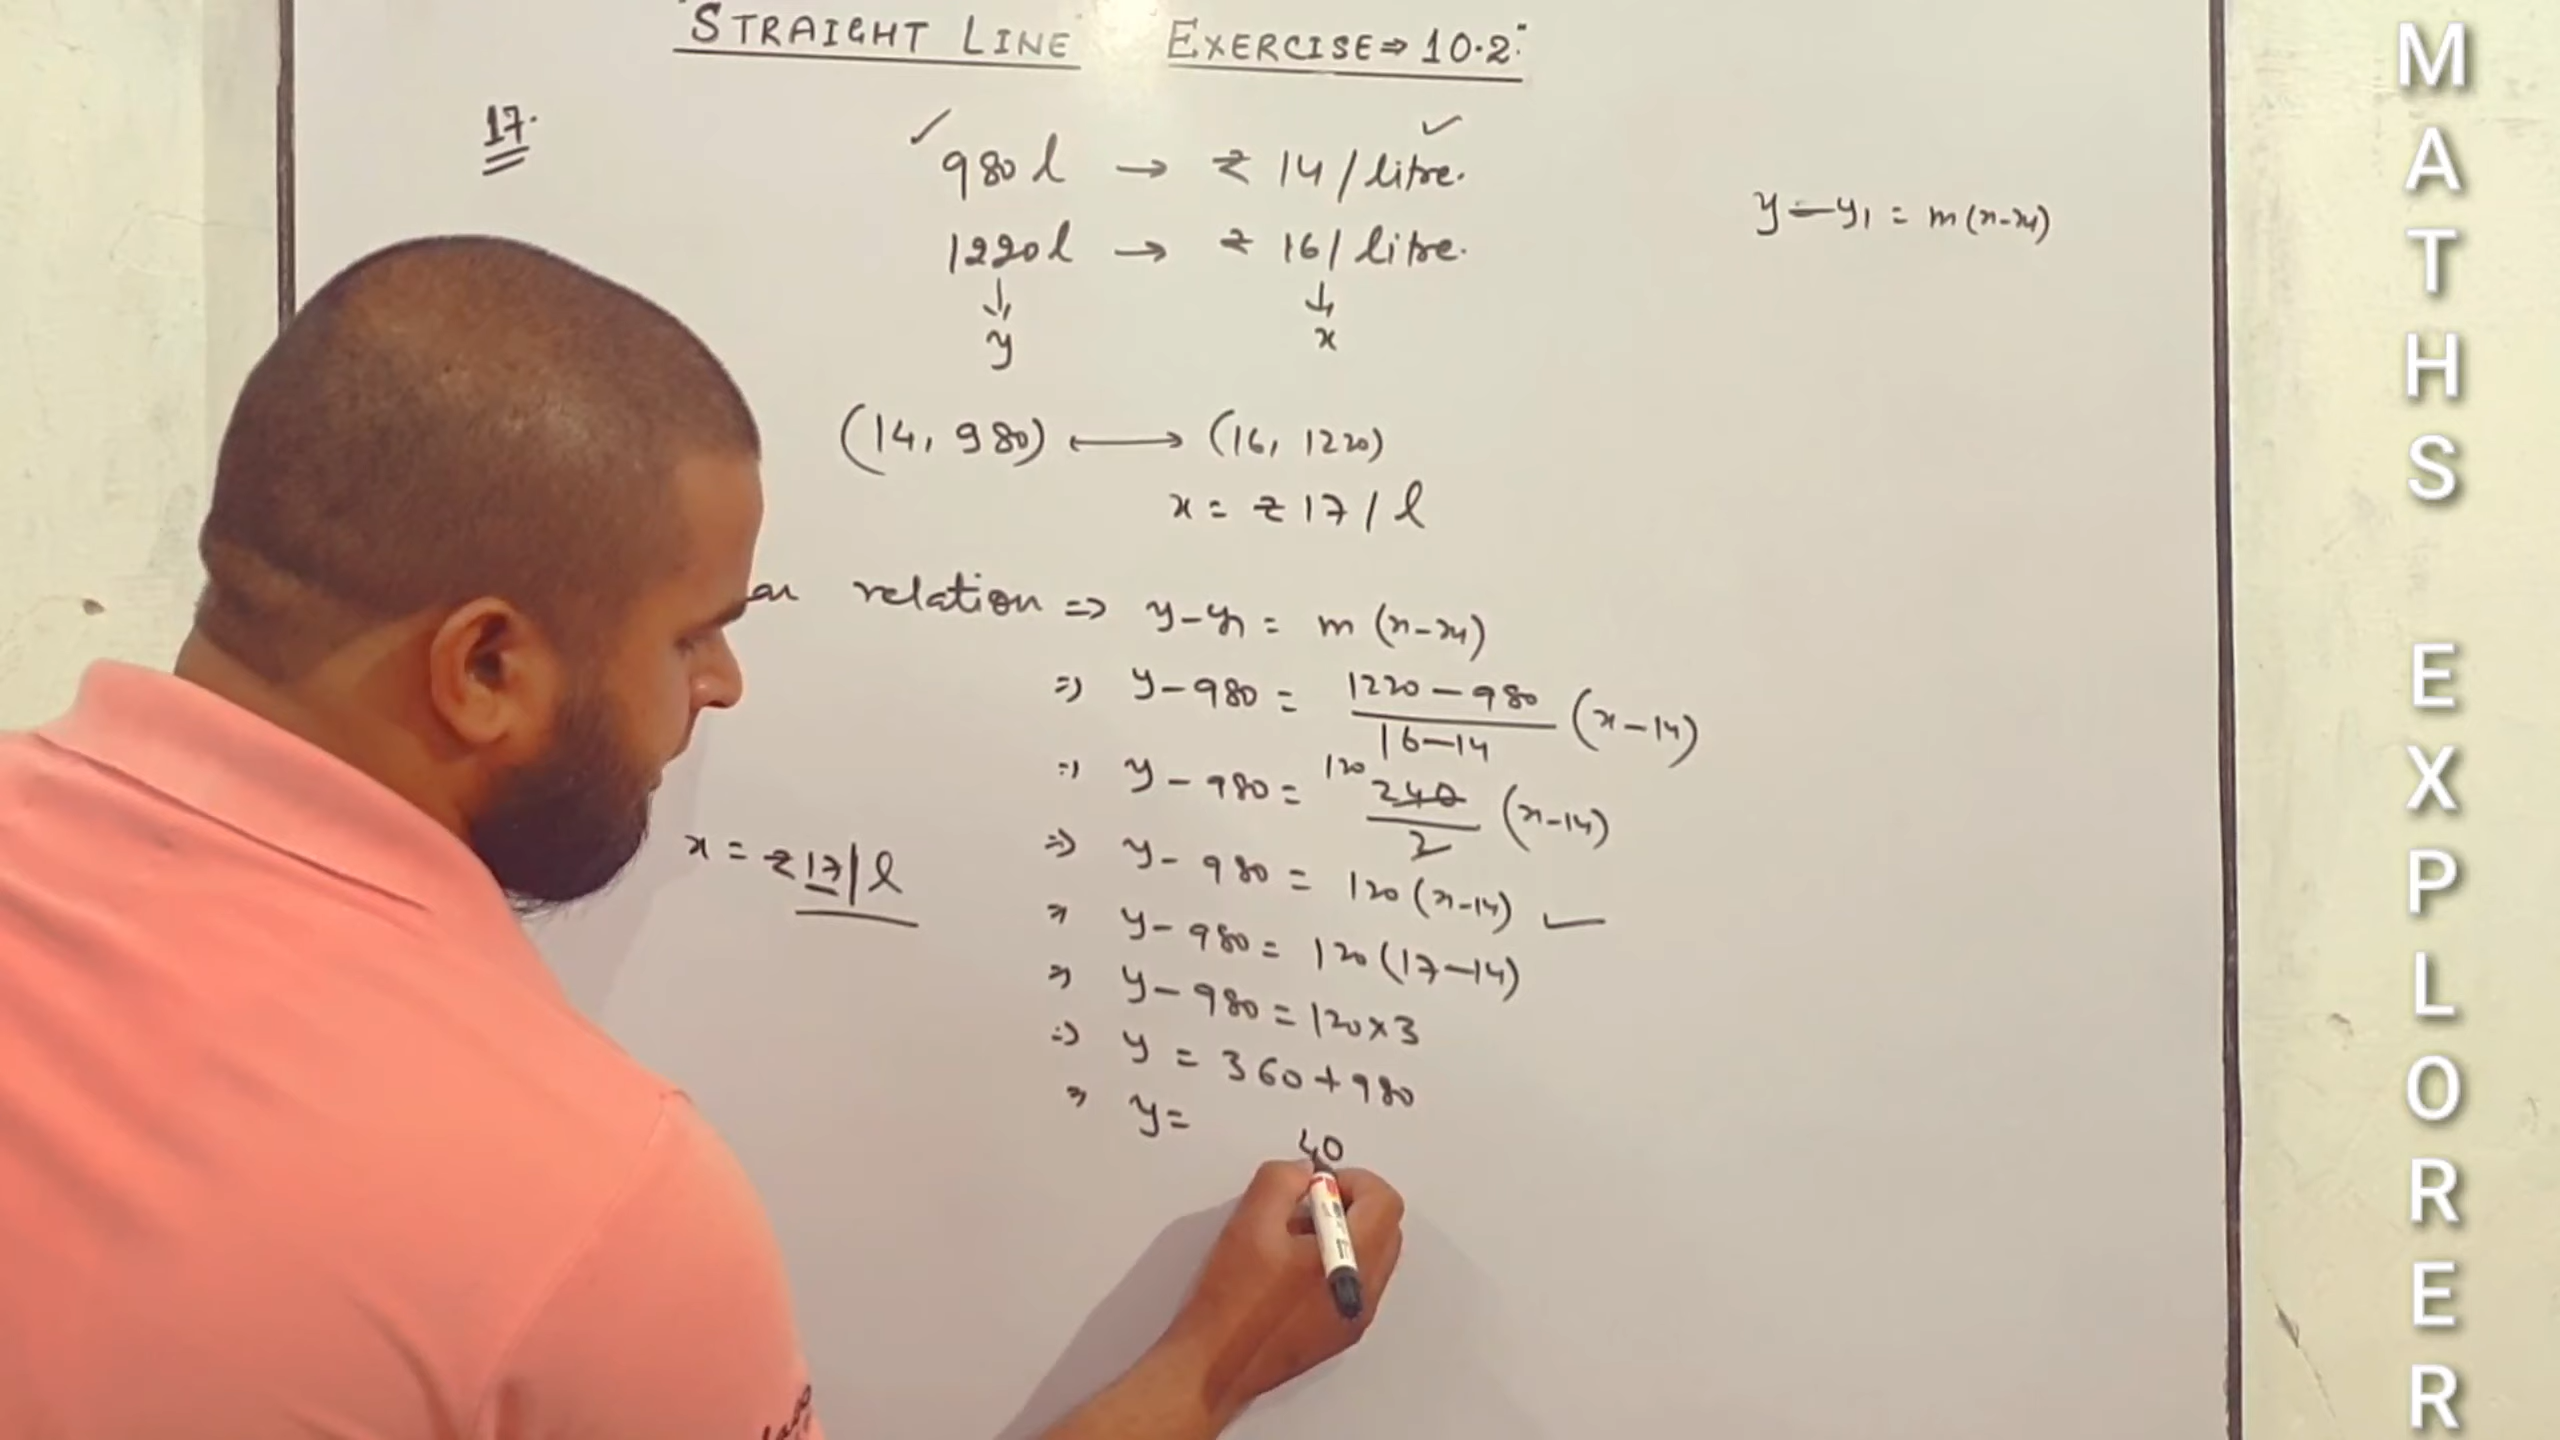 "STRAIGHT LINE EXERCISE⇒ 10.2"
17.
✓ 980 l → ₹ 14 / litre. ✓
1220 l → ₹ 16 / litre.
↓ ↓
y x
y - y₁ = m(x-x₁)
(14, 980) ⟷ (16, 1220)
x = ₹ 17 / l
relation ⇒ y-y₁ = m (x-x₁)
⇒ y-980 = (1220-980)/(16-14) (x-14)
⇒ y-980 = 120 240/2 (x-14)
⇒ y-980 = 120 (x-14) ✓
x = ₹17/l
⇒ y-980 = 120 (17-14)
⇒ y-980 = 120×3
⇒ y = 360+980
⇒ y = 40
MATHS EXPLORER